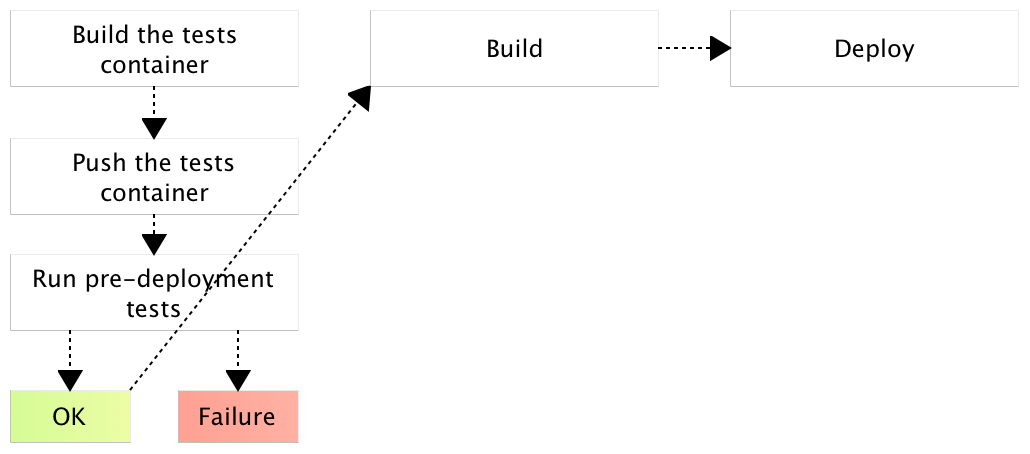 Build the tests
container
Push the tests
container
Run pre-deployment
tests
OK
Failure
Build
Deploy